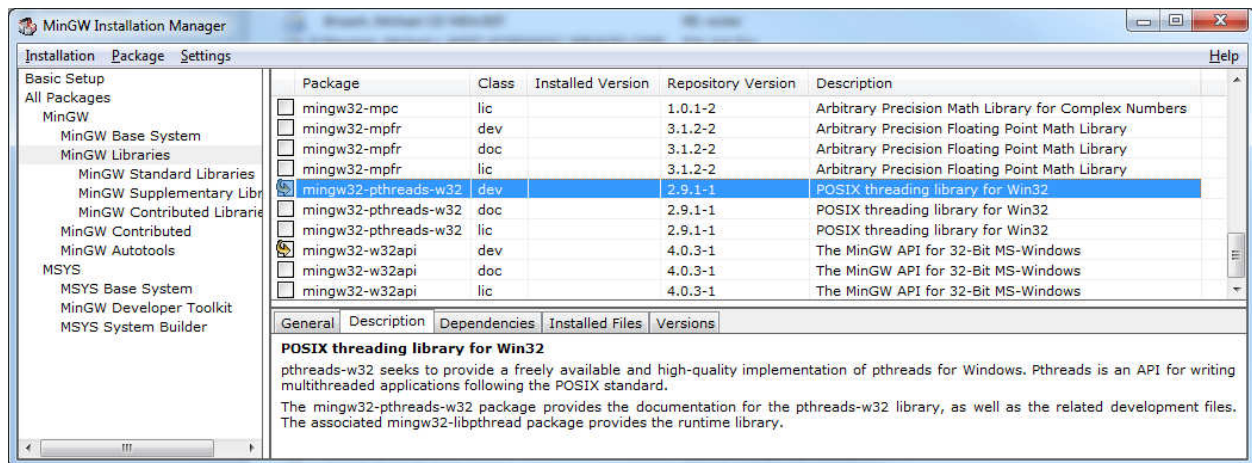 MinGW Installation Manager
Installation Package Settings Help
Basic Setup
All Packages
MinGW
MinGW Base System
MinGW Libraries
MinGW Standard Libraries
MinGW Supplementary Libr
MinGW Contributed Librarie
MinGW Contributed
MinGW Autotools
MSYS
MSYS Base System
MinGW Developer Toolkit
MSYS System Builder
Package Class Installed Version Repository Version Description
mingw32-mpc lic 1.0.1-2 Arbitrary Precision Math Library for Complex Numbers
mingw32-mpfr dev 3.1.2-2 Arbitrary Precision Floating Point Math Library
mingw32-mpfr doc 3.1.2-2 Arbitrary Precision Floating Point Math Library
mingw32-mpfr lic 3.1.2-2 Arbitrary Precision Floating Point Math Library
mingw32-pthreads-w32 dev 2.9.1-1 POSIX threading library for Win32
mingw32-pthreads-w32 doc 2.9.1-1 POSIX threading library for Win32
mingw32-pthreads-w32 lic 2.9.1-1 POSIX threading library for Win32
mingw32-w32api dev 4.0.3-1 The MinGW API for 32-Bit MS-Windows
mingw32-w32api doc 4.0.3-1 The MinGW API for 32-Bit MS-Windows
mingw32-w32api lic 4.0.3-1 The MinGW API for 32-Bit MS-Windows
General Description Dependencies Installed Files Versions
POSIX threading library for Win32
pthreads-w32 seeks to provide a freely available and high-quality implementation of pthreads for Windows. Pthreads is an API for writing
multithreaded applications following the POSIX standard.
The mingw32-pthreads-w32 package provides the documentation for the pthreads-w32 library, as well as the related development files.
The associated mingw32-libpthread package provides the runtime library.